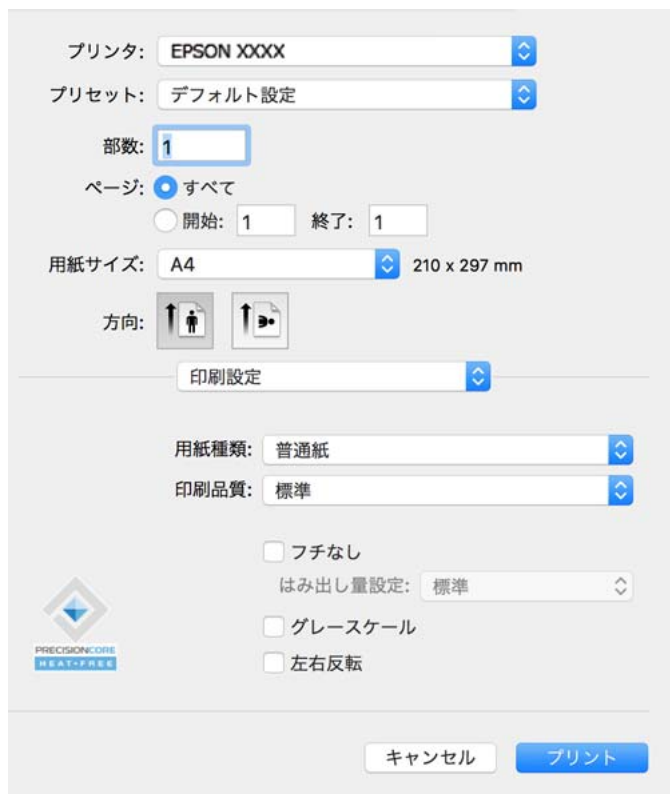 プリンタ: EPSON XXXX
プリセット: デフォルト設定
部数: 1
ページ: すべて
開始: 1 終了: 1
用紙サイズ: A4 210 x 297 mm
方向:
印刷設定
用紙種類: 普通紙
印刷品質: 標準
フチなし
はみ出し量設定: 標準
グレースケール
左右反転
PRECISIONCORE
HEAT-FREE
キャンセル プリント